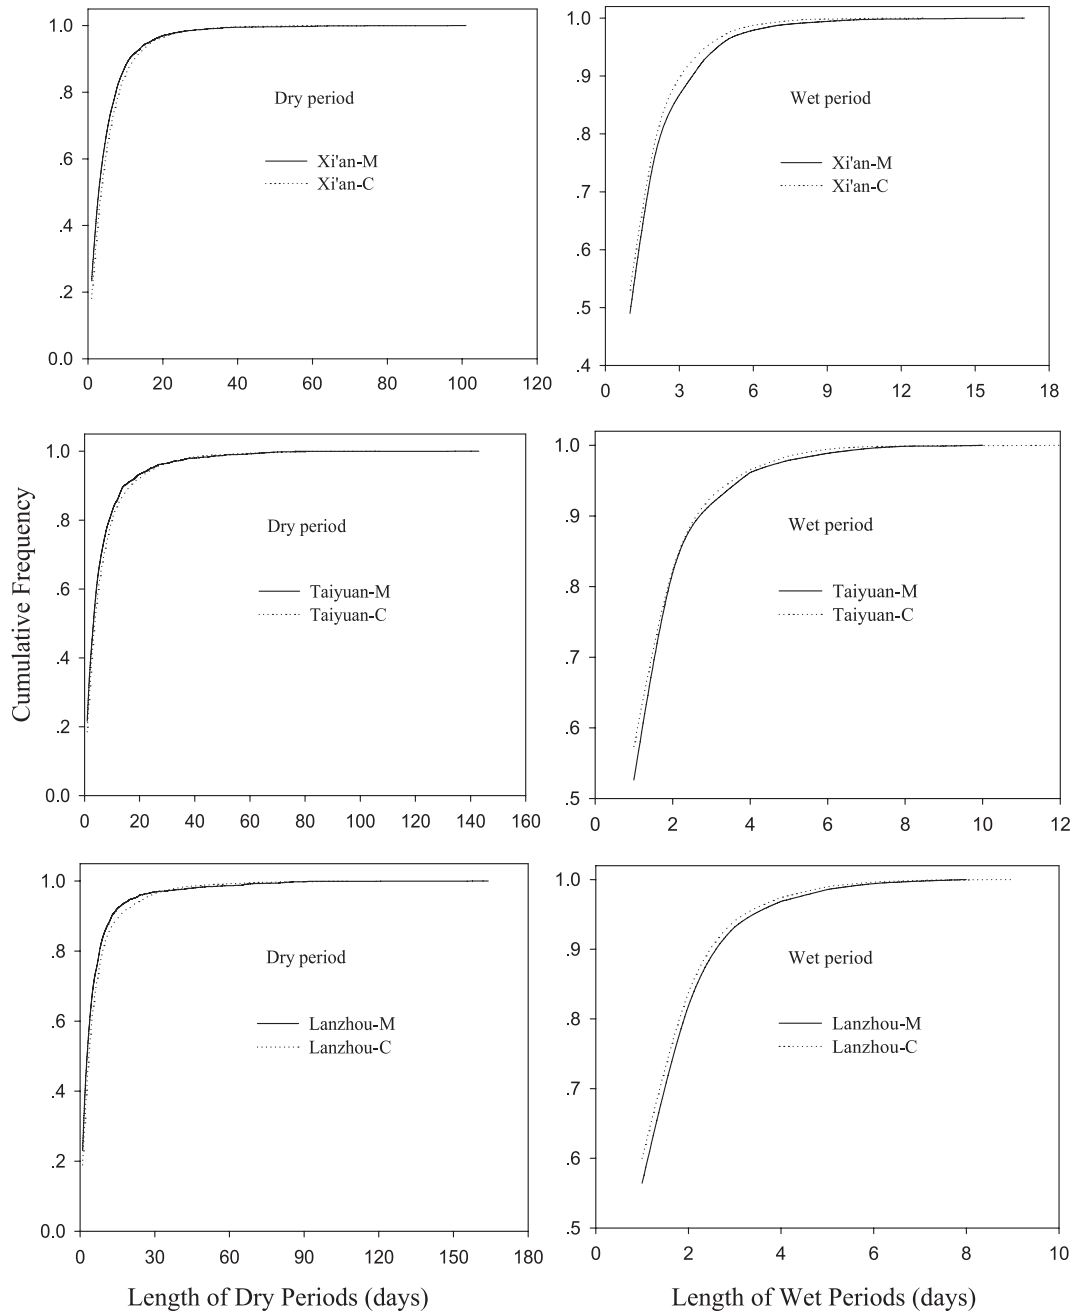 1.0
.8
.6
.4
.2
0.0
0 20 40 60 80 100 120
Dry period
Xi'an-M
Xi'an-C
1.0
.9
.8
.7
.6
.5
.4
3 6 9 12 15 18
Wet period
Xi'an-M
Xi'an-C
Cumulative Frequency
1.0
.8
.6
.4
.2
0.0
0 20 40 60 80 100 120 140 160
Dry period
Taiyuan-M
Taiyuan-C
1.0
.9
.8
.7
.6
.5
0 2 4 6 8 10 12
Wet period
Taiyuan-M
Taiyuan-C
1.0
.8
.6
.4
.2
0.0
0 30 60 90 120 150 180
Dry period
Lanzhou-M
Lanzhou-C
Length of Dry Periods (days)
1.0
.9
.8
.7
.6
.5
0 2 4 6 8 10
Wet period
Lanzhou-M
Lanzhou-C
Length of Wet Periods (days)